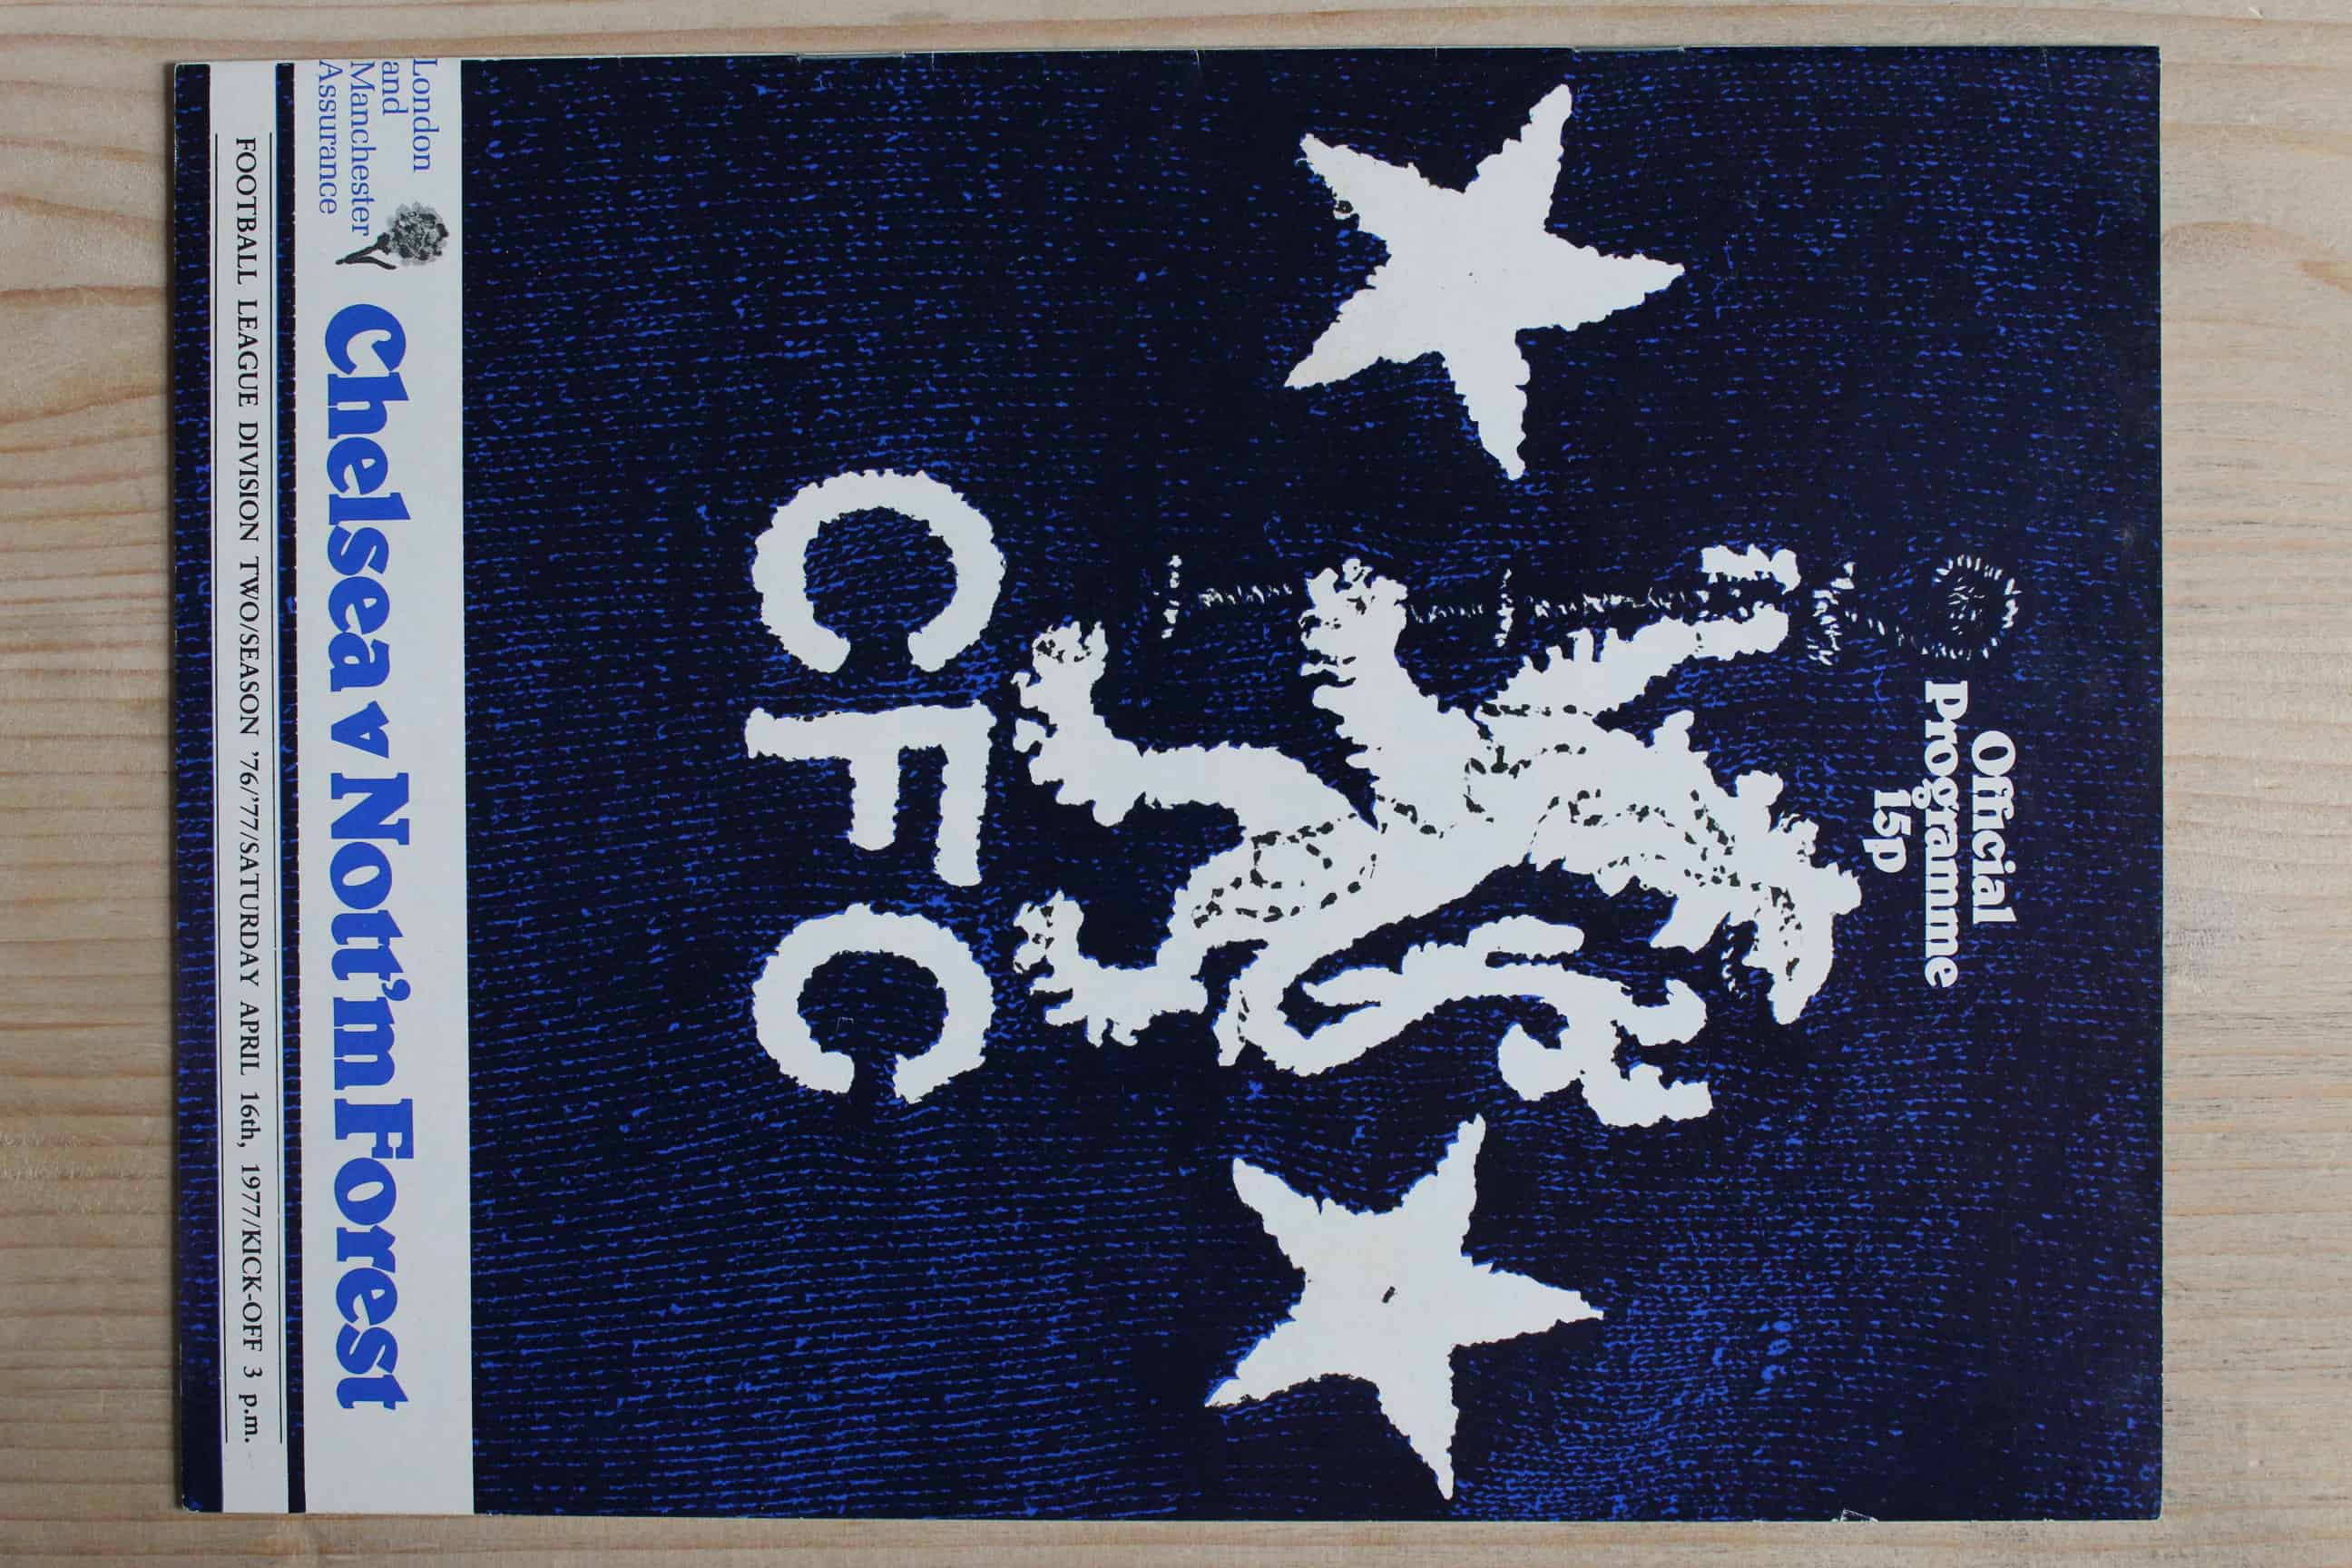 Official
Programme
15p
CFC
London
and
Manchester
Assurance
Chelsea v Nott'm Forest
FOOTBALL LEAGUE DIVISION TWO/SEASON '76/'77/SATURDAY APRIL 16th, 1977/KICK-OFF 3 p.m.